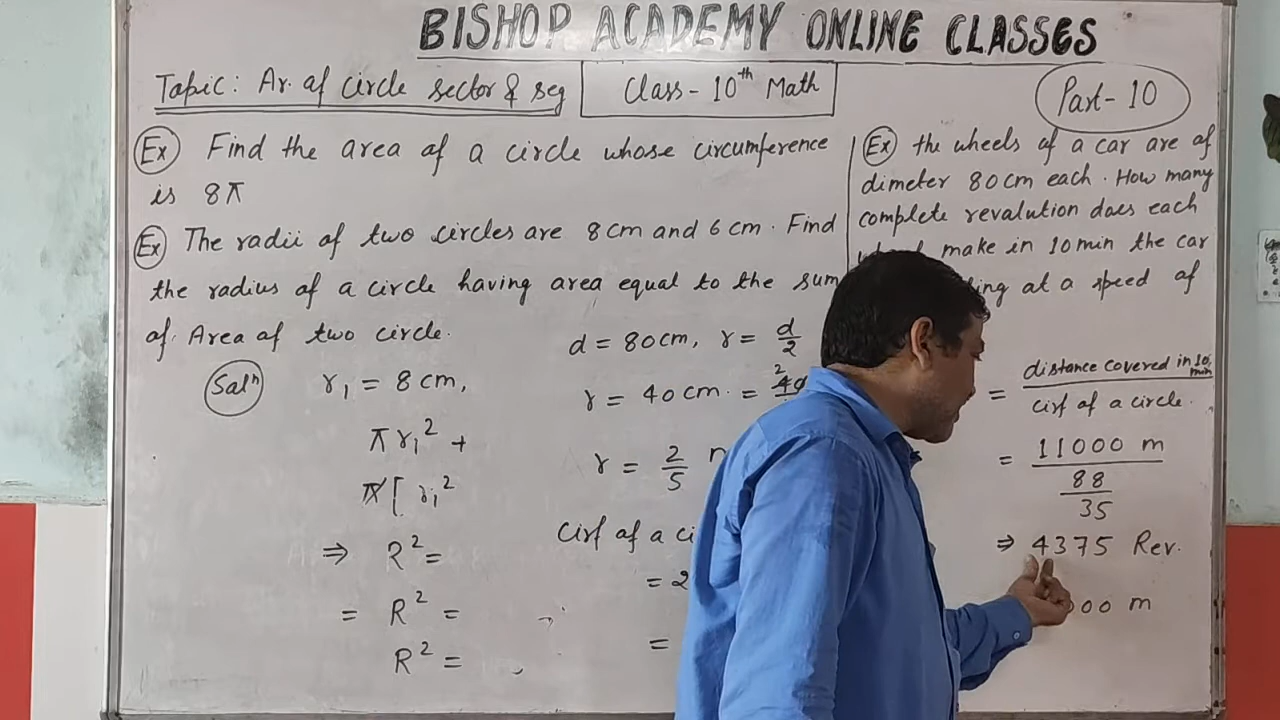 BISHOP ACADEMY ONLINE CLASSES
Topic: Ar. of circle sector & seg
Class - 10th Math
Part - 10
Ex Find the area of a circle whose circumference
is 8π
Ex The radii of two circles are 8 cm and 6 cm. Find
the radius of a circle having area equal to the sum
of Area of two circle.
Solⁿ r₁ = 8 cm,
πr₁² +
π[r₁²
⇒ R² =
= R² =
R² =
d = 80cm, r = d/2
r = 40 cm. =
r = 2/5
Cirf of a
= 2
=
Ex the wheels of a car are of
dimeter 80 cm each. How many
complete revalution does each
make in 10 min the car
at a speed of
= distance covered in 10 min / cirf of a circle.
= 11000 m / 88/35
⇒ 4375 Rev.
m